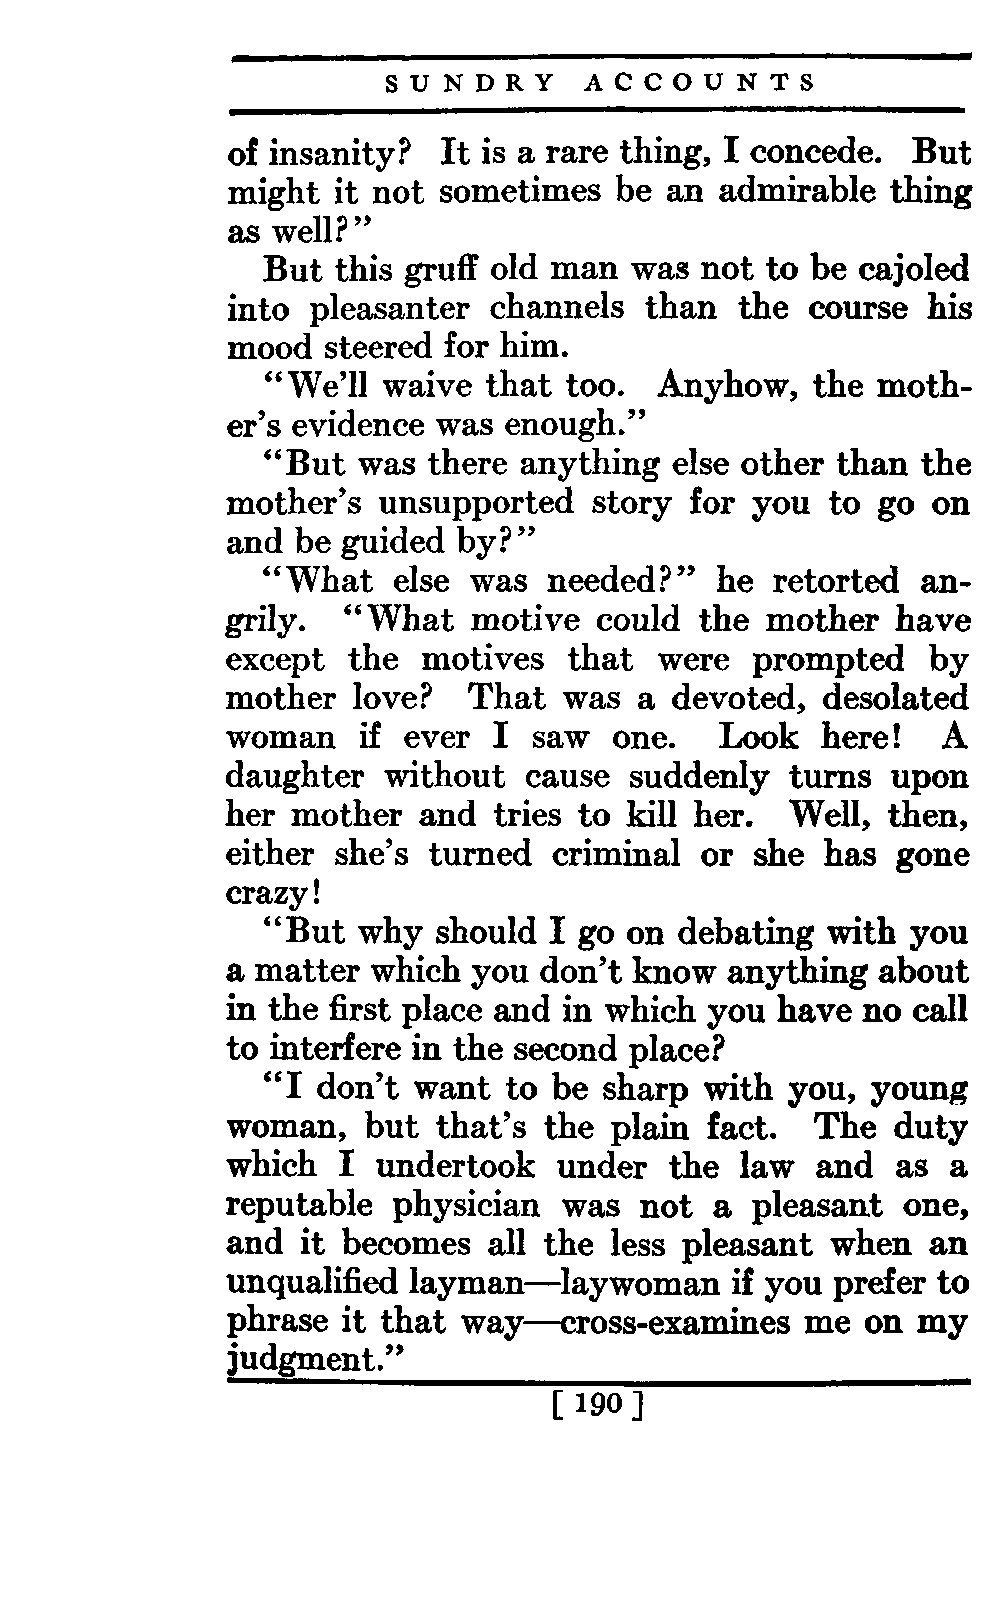 SUNDRY ACCOUNTS
of insanity? It is a rare thing, I concede. But
might it not sometimes be an admirable thing
as well?”
But this gruff old man was not to be cajoled
into pleasanter channels than the course his
mood steered for him.
“We’ll waive that too. Anyhow, the moth-
er’s evidence was enough.”
“But was there anything else other than the
mother’s unsupported story for you to go on
and be guided by?”
“What else was needed?” he retorted an-
grily. “What motive could the mother have
except the motives that were prompted by
mother love? That was a devoted, desolated
woman if ever I saw one. Look here! A
daughter without cause suddenly turns upon
her mother and tries to kill her. Well, then,
either she’s turned criminal or she has gone
crazy!
“But why should I go on debating with you
a matter which you don’t know anything about
in the first place and in which you have no call
to interfere in the second place?
“I don’t want to be sharp with you, young
woman, but that’s the plain fact. The duty
which I undertook under the law and as a
reputable physician was not a pleasant one,
and it becomes all the less pleasant when an
unqualified layman—laywoman if you prefer to
phrase it that way—cross-examines me on my
judgment.”
[ 190 ]